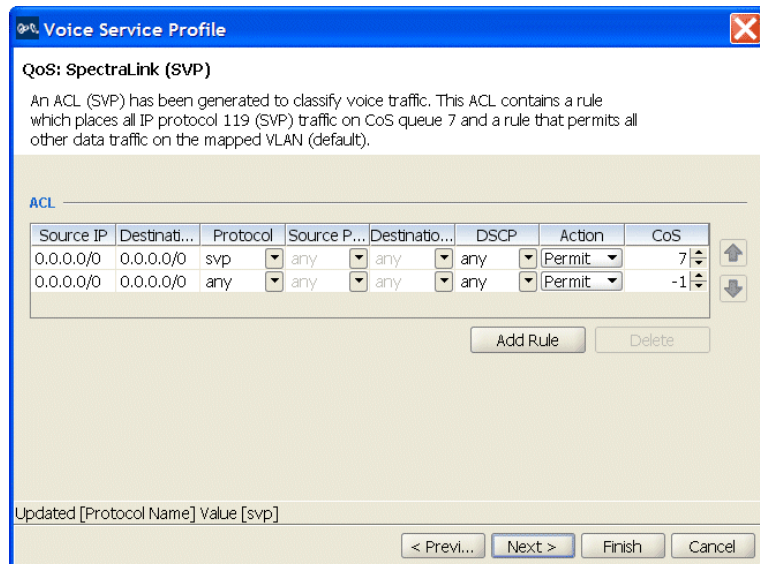 Voice Service Profile
QoS: SpectraLink (SVP)
An ACL (SVP) has been generated to classify voice traffic. This ACL contains a rule
which places all IP protocol 119 (SVP) traffic on CoS queue 7 and a rule that permits all
other data traffic on the mapped VLAN (default).
ACL
Source IP Destinati... Protocol Source P... Destinatio... DSCP Action CoS
0.0.0.0/0 0.0.0.0/0 svp any any any Permit 7
0.0.0.0/0 0.0.0.0/0 any any any any Permit -1
Add Rule Delete
Updated [Protocol Name] Value [svp]
< Previ... Next > Finish Cancel